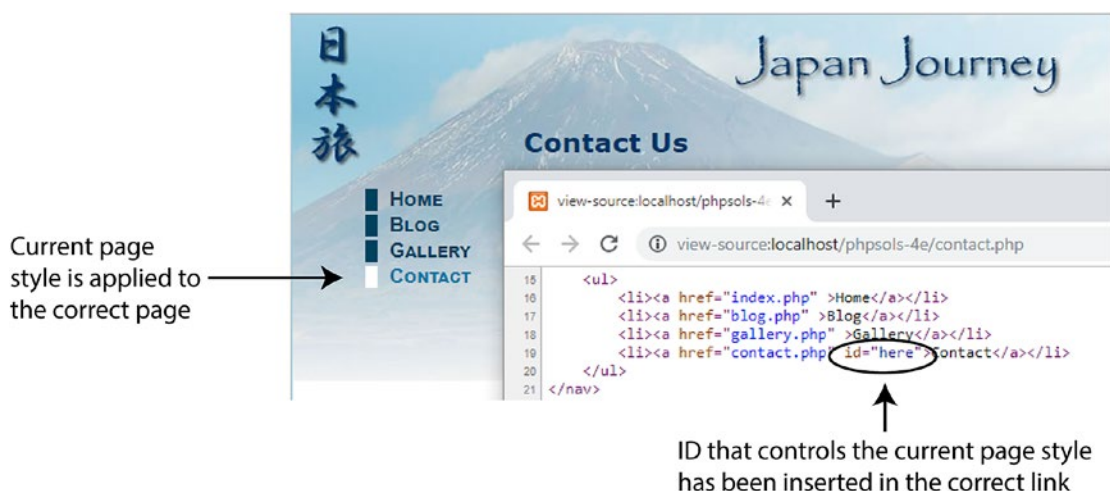 日
本
旅
Japan Journey
Contact Us
HOME
BLOG
GALLERY
CONTACT
Current page
style is applied to
the correct page
view-source:localhost/phpsols-4e
view-source:localhost/phpsols-4e/contact.php
15 <ul>
16 <li><a href="index.php" >Home</a></li>
17 <li><a href="blog.php" >Blog</a></li>
18 <li><a href="gallery.php" >Gallery</a></li>
19 <li><a href="contact.php" id="here">Contact</a></li>
20 </ul>
21 </nav>
ID that controls the current page style
has been inserted in the correct link